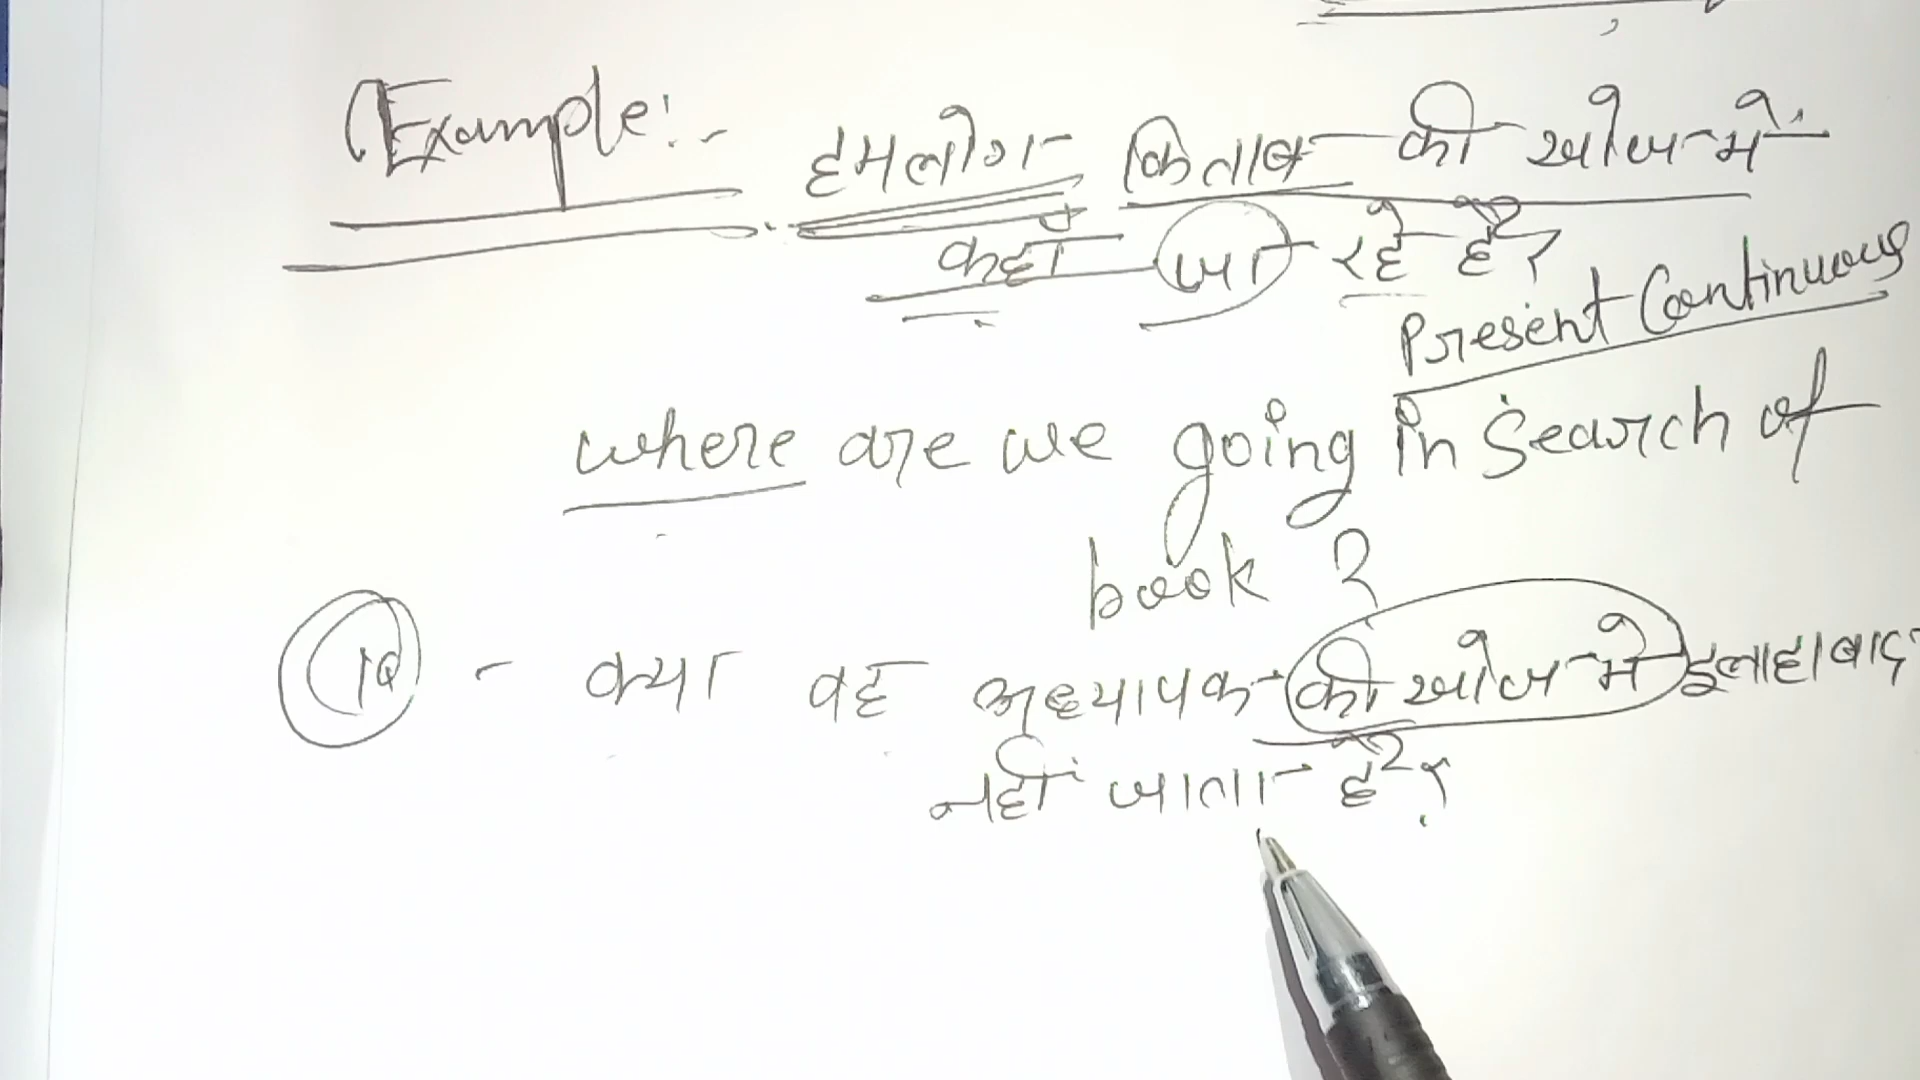 Example:-
हमलोग किताब की खोज में
कहाँ जा रहे हैं?
Present Continuous
where are we going in search of
book ?
- क्या वह अध्यापक की खोज में इलाहाबाद
नहीं जाता है?